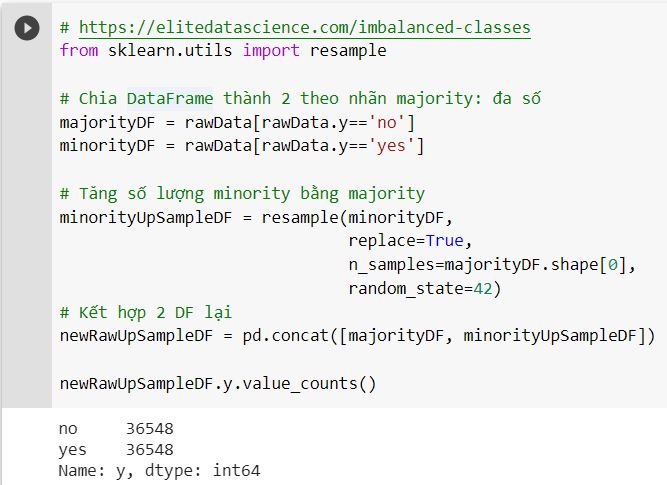 # https://elitedatascience.com/imbalanced-classes
from sklearn.utils import resample
# Chia DataFrame thành 2 theo nhãn majority: đa số
majorityDF = rawData[rawData.y=='no']
minorityDF = rawData[rawData.y=='yes']
# Tăng số lượng minority bằng majority
minorityUpSampleDF = resample(minorityDF,
replace=True,
n_samples=majorityDF.shape[0],
random_state=42)
# Kết hợp 2 DF lại
newRawUpSampleDF = pd.concat([majorityDF, minorityUpSampleDF])
newRawUpSampleDF.y.value_counts()
no 36548
yes 36548
Name: y, dtype: int64